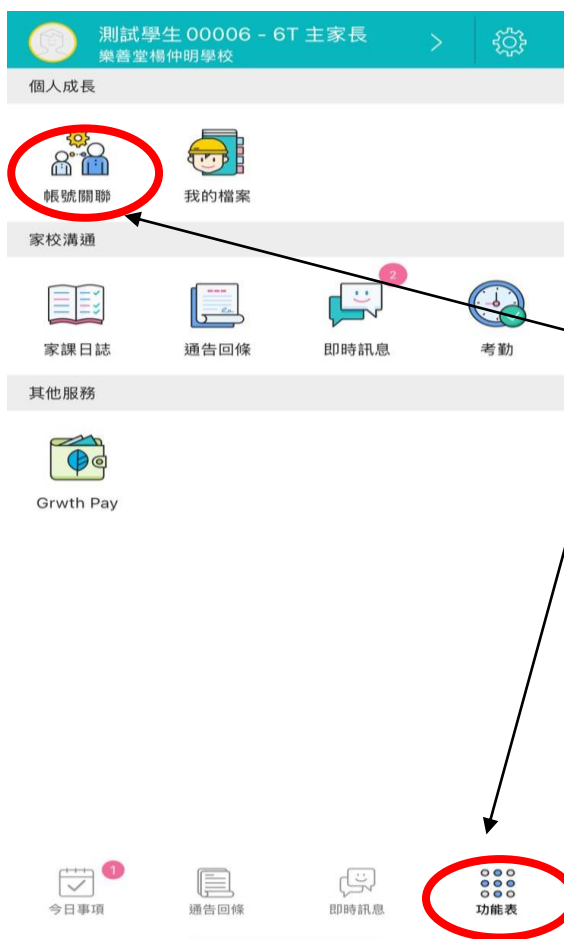 測試學生 00006 - 6T 主家長
樂善堂楊仲明學校
個人成長
帳號關聯
我的檔案
家校溝通
2
家課日誌
通告回條
即時訊息
考勤
其他服務
Grwth Pay
1
今日事項
通告回條
即時訊息
功能表